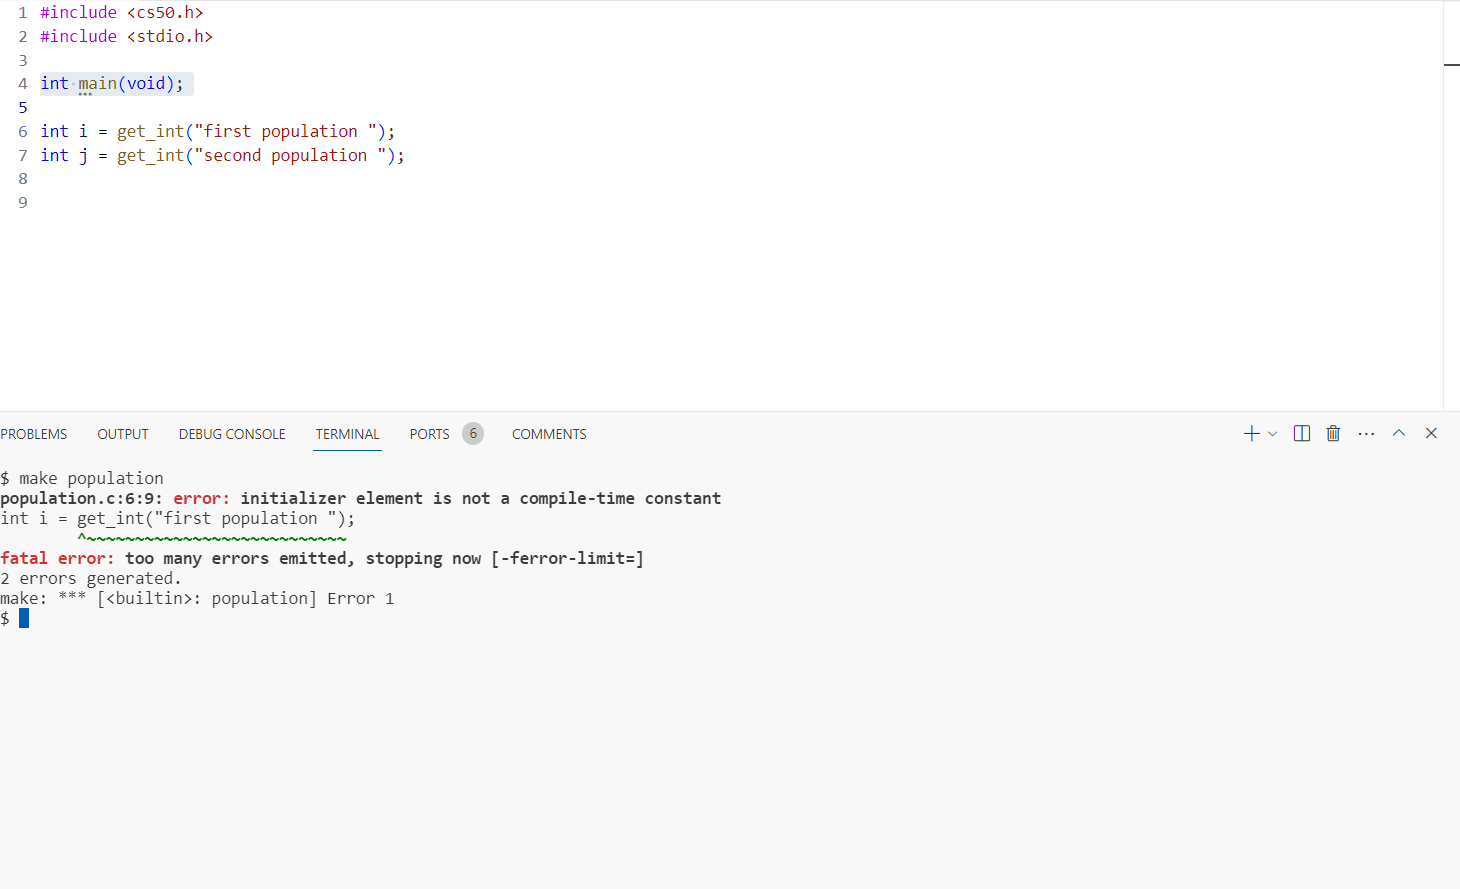 1 #include <cs50.h>
2 #include <stdio.h>
3
4 int main(void);
5
6 int i = get_int("first population ");
7 int j = get_int("second population ");
8
9
PROBLEMS OUTPUT DEBUG CONSOLE TERMINAL PORTS 6 COMMENTS
$ make population
population.c:6:9: error: initializer element is not a compile-time constant
int i = get_int("first population ");
        ^~~~~~~~~~~~~~~~~~~~~~~~~~~~
fatal error: too many errors emitted, stopping now [-ferror-limit=]
2 errors generated.
make: *** [<builtin>: population] Error 1
$